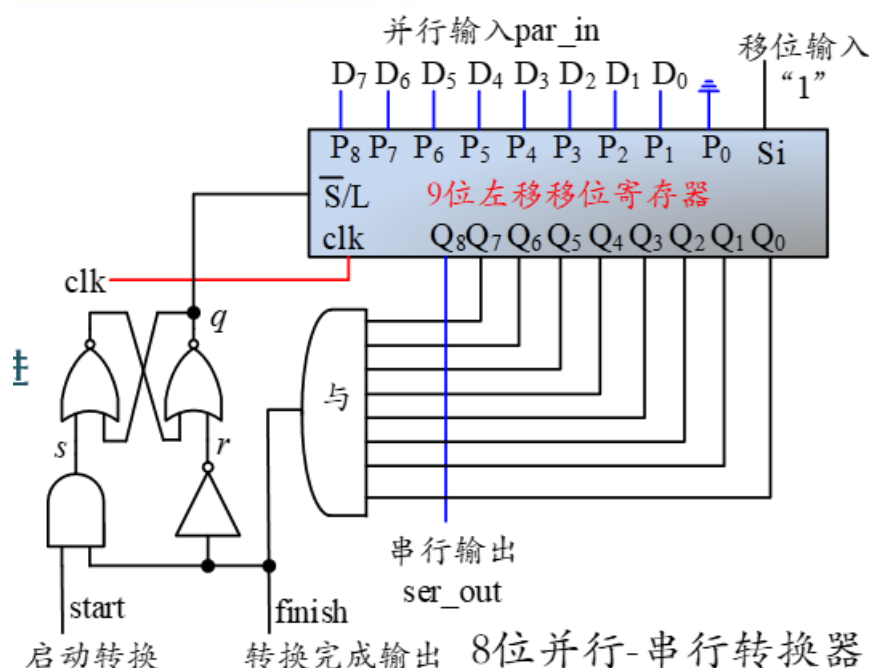 并行输入par_in
移位输入
“1”
D7 D6 D5 D4 D3 D2 D1 D0
P8 P7 P6 P5 P4 P3 P2 P1 P0 Si
S̅/L 9位左移移位寄存器
clk Q8 Q7 Q6 Q5 Q4 Q3 Q2 Q1 Q0
clk
q
与
s r
串行输出
ser_out
start finish
启动转换 转换完成输出 8位并行-串行转换器